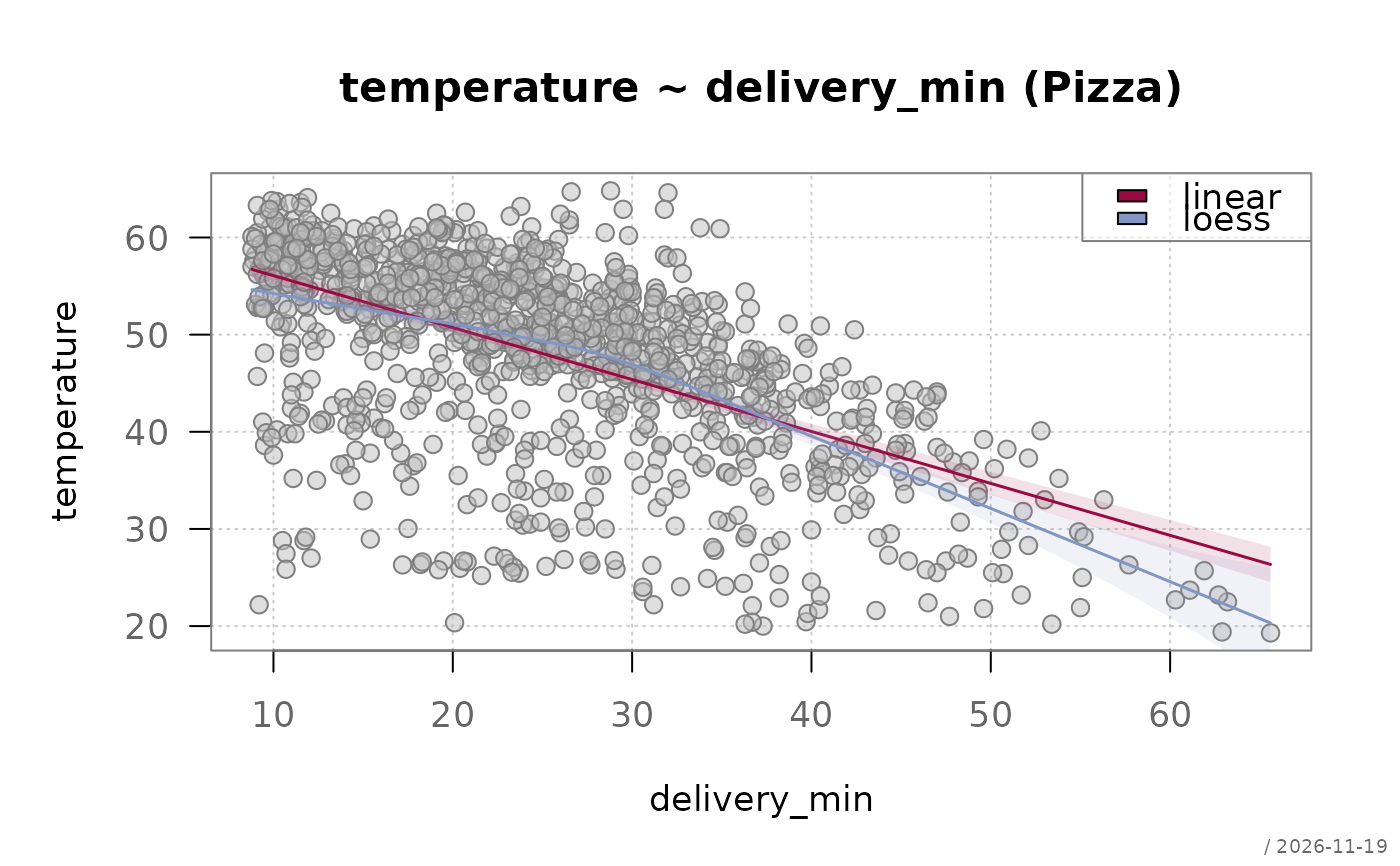 temperature ~ delivery_min (Pizza)
linear
loess
temperature
60
50
40
30
20
10 20 30 40 50 60
delivery_min
/ 2026-11-19